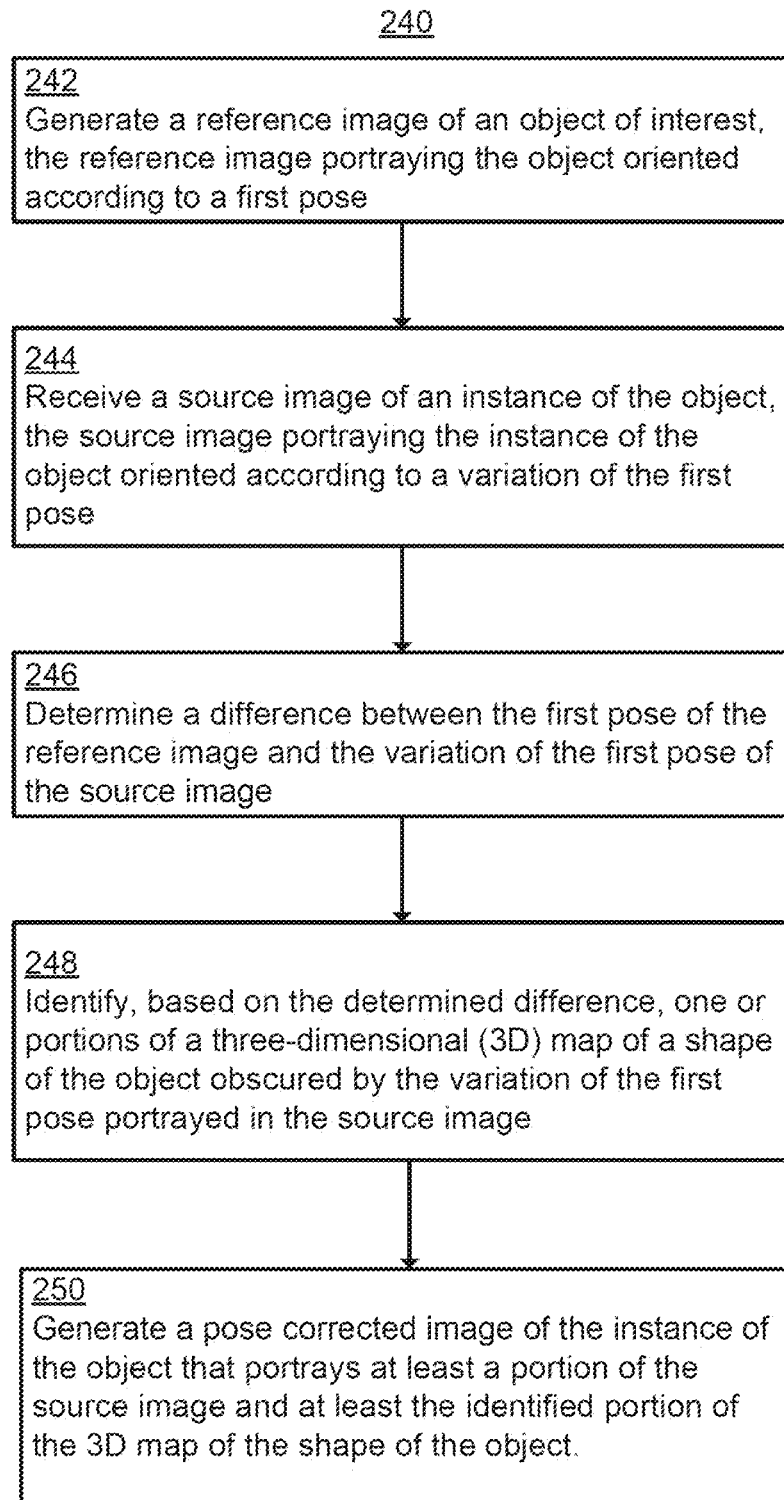 240
242
Generate a reference image of an object of interest,
the reference image portraying the object oriented
according to a first pose
244
Receive a source image of an instance of the object,
the source image portraying the instance of the
object oriented according to a variation of the first
pose
246
Determine a difference between the first pose of the
reference image and the variation of the first pose of
the source image
248
Identify, based on the determined difference, one or
portions of a three-dimensional (3D) map of a shape
of the object obscured by the variation of the first
pose portrayed in the source image
250
Generate a pose corrected image of the instance of
the object that portrays at least a portion of the
source image and at least the identified portion of
the 3D map of the shape of the object.